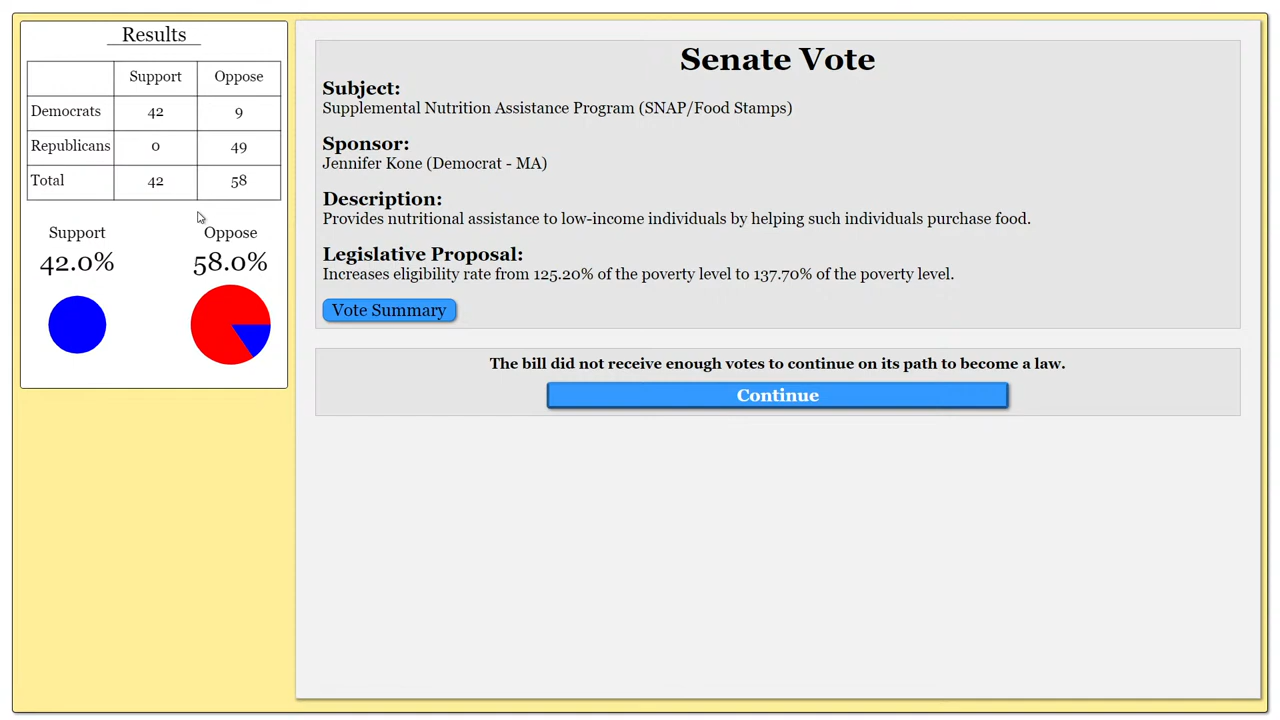 Results
Support Oppose
Democrats 42 9
Republicans 0 49
Total 42 58
Support Oppose
42.0% 58.0%
Senate Vote
Subject:
Supplemental Nutrition Assistance Program (SNAP/Food Stamps)
Sponsor:
Jennifer Kone (Democrat - MA)
Description:
Provides nutritional assistance to low-income individuals by helping such individuals purchase food.
Legislative Proposal:
Increases eligibility rate from 125.20% of the poverty level to 137.70% of the poverty level.
Vote Summary
The bill did not receive enough votes to continue on its path to become a law.
Continue